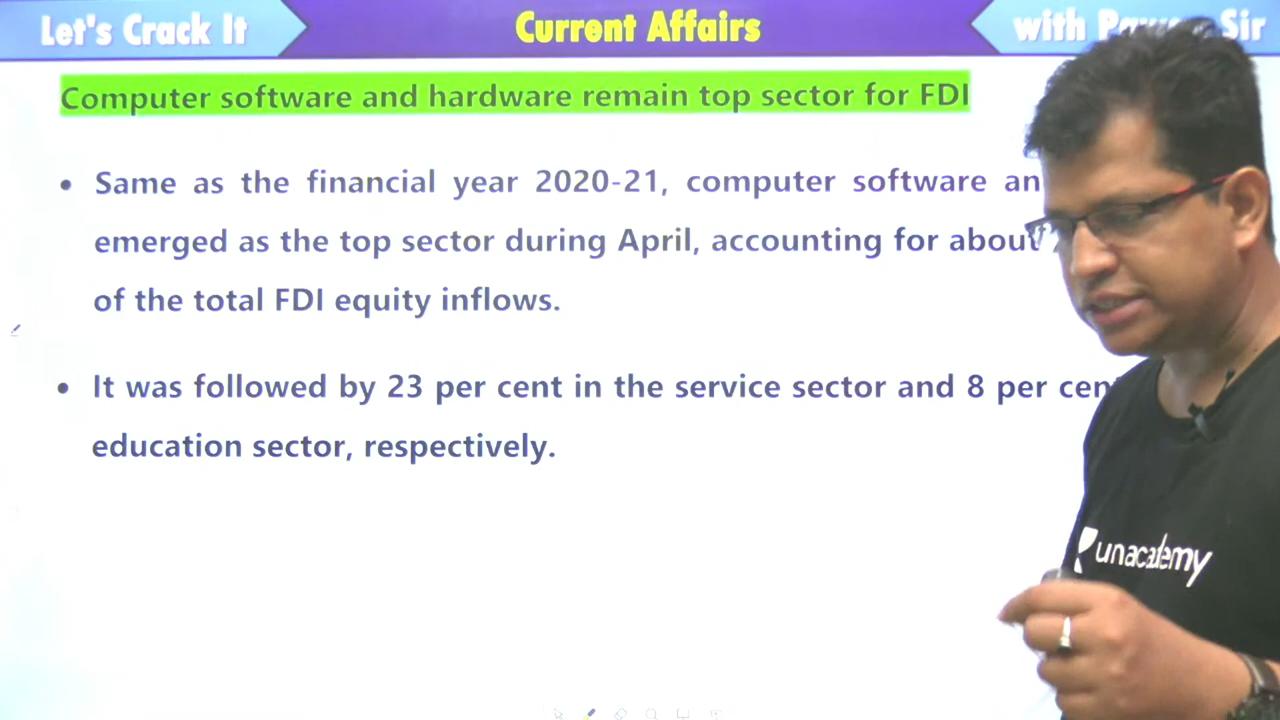 Let's Crack It
Current Affairs
with Sir
Computer software and hardware remain top sector for FDI
• Same as the financial year 2020-21, computer software
emerged as the top sector during April, accounting for about
of the total FDI equity inflows.
• It was followed by 23 per cent in the service sector and 8 per
education sector, respectively.
unacademy